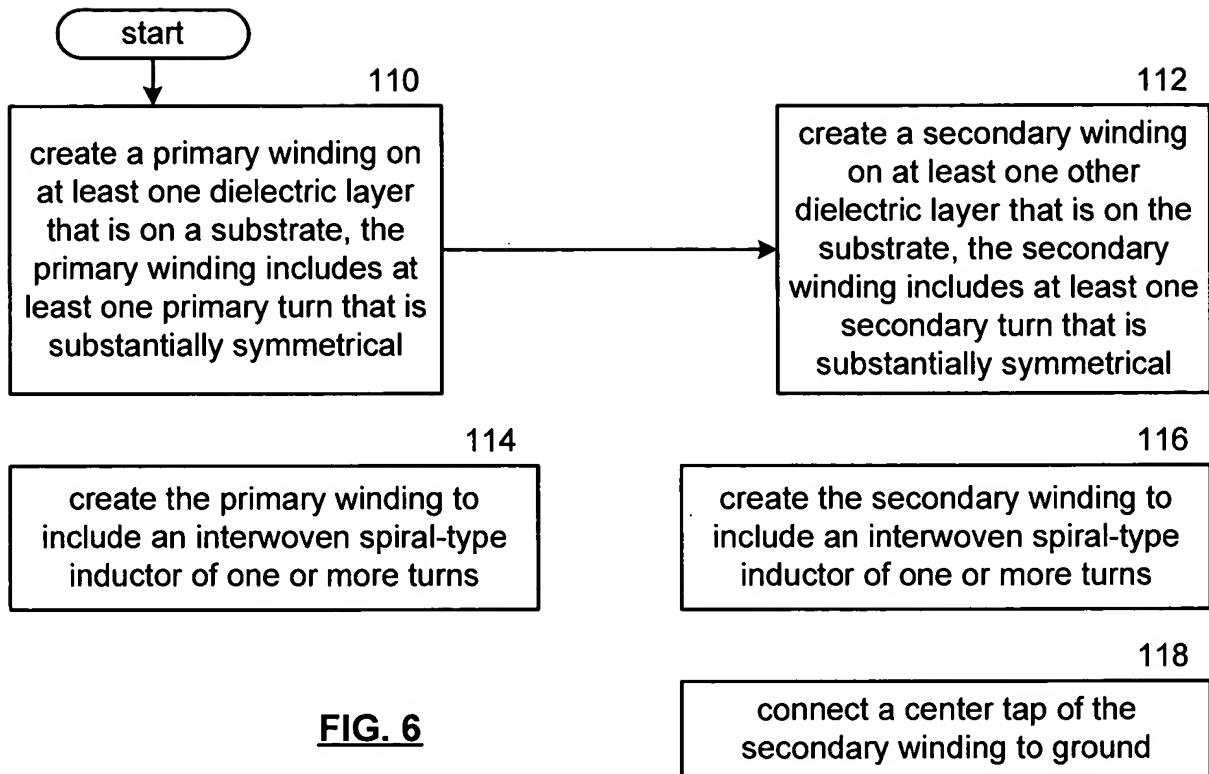 start
110
create a primary winding on
at least one dielectric layer
that is on a substrate, the
primary winding includes at
least one primary turn that is
substantially symmetrical
112
create a secondary winding
on at least one other
dielectric layer that is on the
substrate, the secondary
winding includes at least one
secondary turn that is
substantially symmetrical
114
create the primary winding to
include an interwoven spiral-type
inductor of one or more turns
116
create the secondary winding to
include an interwoven spiral-type
inductor of one or more turns
118
connect a center tap of the
secondary winding to ground
FIG. 6